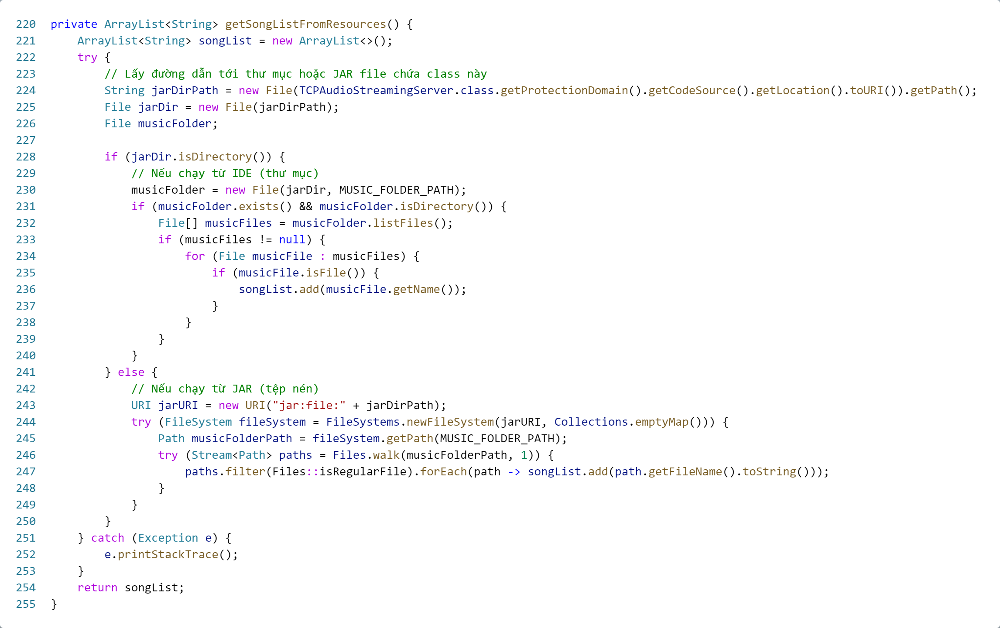 220 private ArrayList<String> getSongListFromResources() {
221     ArrayList<String> songList = new ArrayList<>();
222     try {
223         // Lấy đường dẫn tới thư mục hoặc JAR file chứa class này
224         String jarDirPath = new File(TCPAudioStreamingServer.class.getProtectionDomain().getCodeSource().getLocation().toURI()).getPath();
225         File jarDir = new File(jarDirPath);
226         File musicFolder;
227
228         if (jarDir.isDirectory()) {
229             // Nếu chạy từ IDE (thư mục)
230             musicFolder = new File(jarDir, MUSIC_FOLDER_PATH);
231             if (musicFolder.exists() && musicFolder.isDirectory()) {
232                 File[] musicFiles = musicFolder.listFiles();
233                 if (musicFiles != null) {
234                     for (File musicFile : musicFiles) {
235                         if (musicFile.isFile()) {
236                             songList.add(musicFile.getName());
237                         }
238                     }
239                 }
240             }
241         } else {
242             // Nếu chạy từ JAR (tệp nén)
243             URI jarURI = new URI("jar:file:" + jarDirPath);
244             try (FileSystem fileSystem = FileSystems.newFileSystem(jarURI, Collections.emptyMap())) {
245                 Path musicFolderPath = fileSystem.getPath(MUSIC_FOLDER_PATH);
246                 try (Stream<Path> paths = Files.walk(musicFolderPath, 1)) {
247                     paths.filter(Files::isRegularFile).forEach(path -> songList.add(path.getFileName().toString()));
248                 }
249             }
250         }
251     } catch (Exception e) {
252         e.printStackTrace();
253     }
254     return songList;
255 }